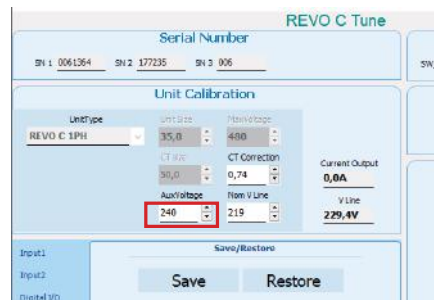 REVO C Tune
Serial Number
SN 1 0061364 SN 2 177235 SN 3 006
SW
Unit Calibration
UnitType Unit Size MaxVoltage
REVO C 1PH 35,0 480
CT size CT Correction Current Output
50,0 0,74 0,0A
AuxVoltage Nom V Line V Line
240 219 229,4V
Input1 Save/Restore
Input2 Save Restore
Digital I/O